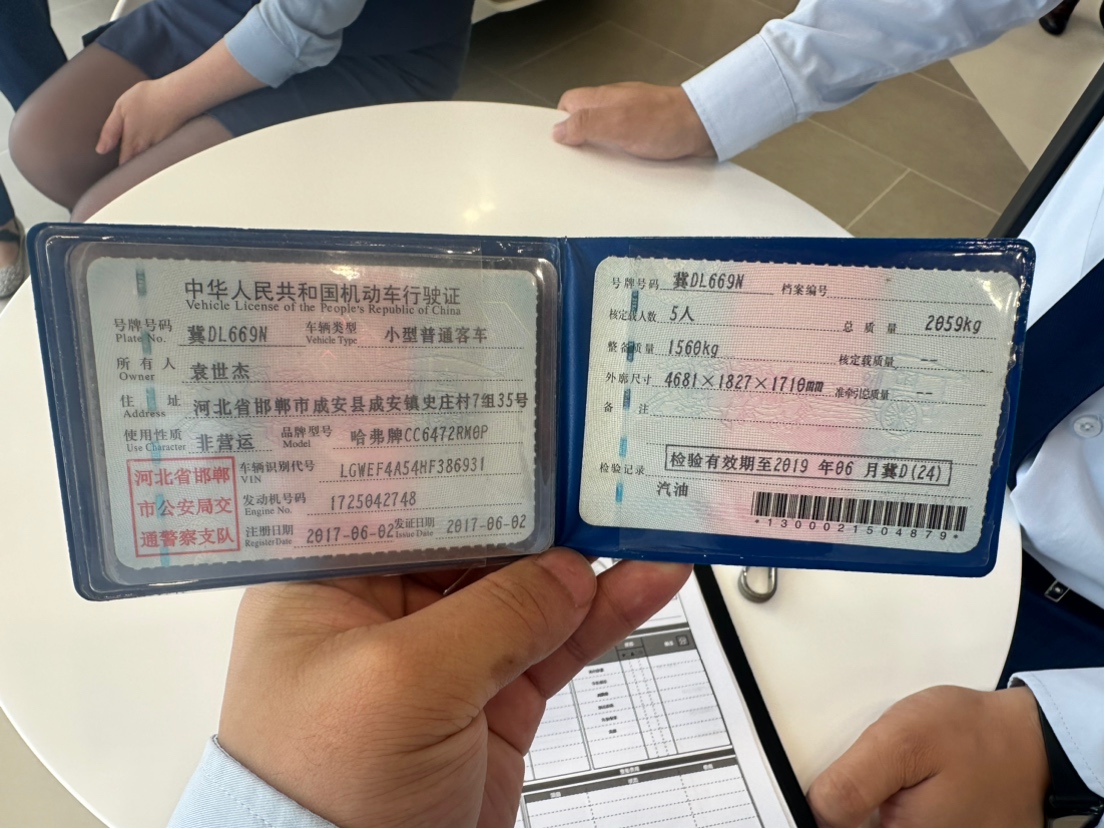 中华人民共和国机动车行驶证
Vehicle License of the People's Republic of China
号牌号码 Plate No. 冀DL669N 车辆类型 Vehicle Type 小型普通客车
所有人 Owner 袁世杰
住址 Address 河北省邯郸市成安县成安镇史庄村7组35号
使用性质 Use Character 非营运 品牌型号 Model 哈弗牌CC6472RM0P
河北省邯郸
市公安局交
通警察支队
车辆识别代号 VIN LGWEF4A54HF386931
发动机号码 Engine No. 1725042748
注册日期 Register Date 2017-06-02 发证日期 Issue Date 2017-06-02
号牌号码 冀DL669N 档案编号
核定载人数 5人 总质量 2059kg
整备质量 1560kg 核定载质量 --
外廓尺寸 4681×1827×1710mm 准牵引总质量 --
备注
检验记录 检验有效期至2019年06月冀D(24)
汽油
*1300021504879*